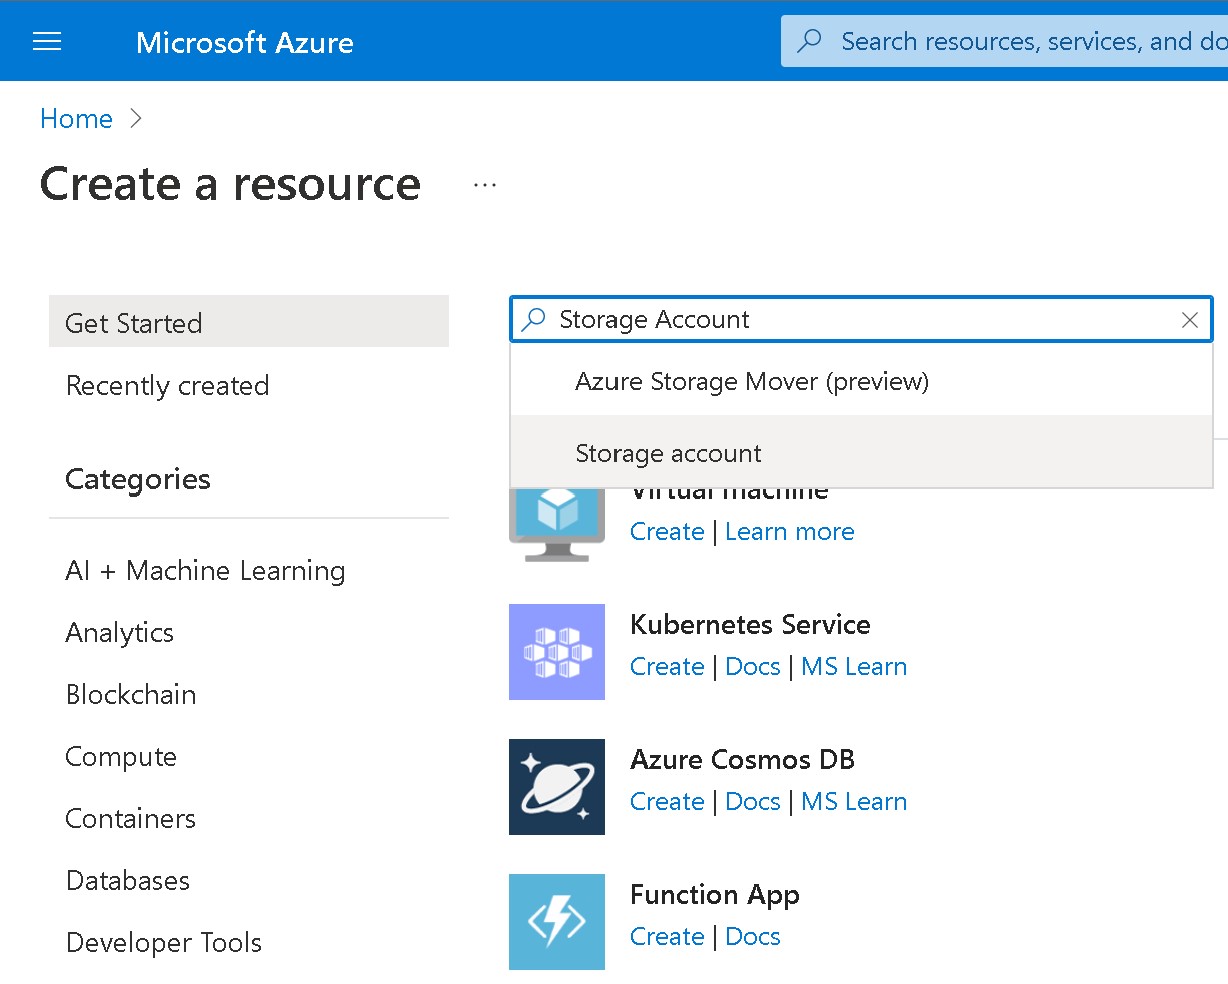 Microsoft Azure
Search resources, services, and do
Home
Create a resource
...
Get Started
Recently created
Categories
AI + Machine Learning
Analytics
Blockchain
Compute
Containers
Databases
Developer Tools
Storage Account
Azure Storage Mover (preview)
Storage account
Virtual machine
Create | Learn more
Kubernetes Service
Create | Docs | MS Learn
Azure Cosmos DB
Create | Docs | MS Learn
Function App
Create | Docs